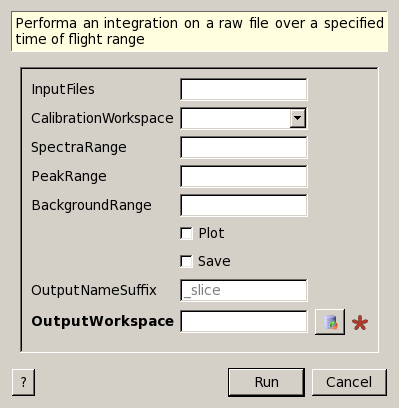 Performa an integration on a raw file over a specified
time of flight range
InputFiles
CalibrationWorkspace
SpectraRange
PeakRange
BackgroundRange
Plot
Save
OutputNameSuffix _slice
OutputWorkspace
? Run Cancel